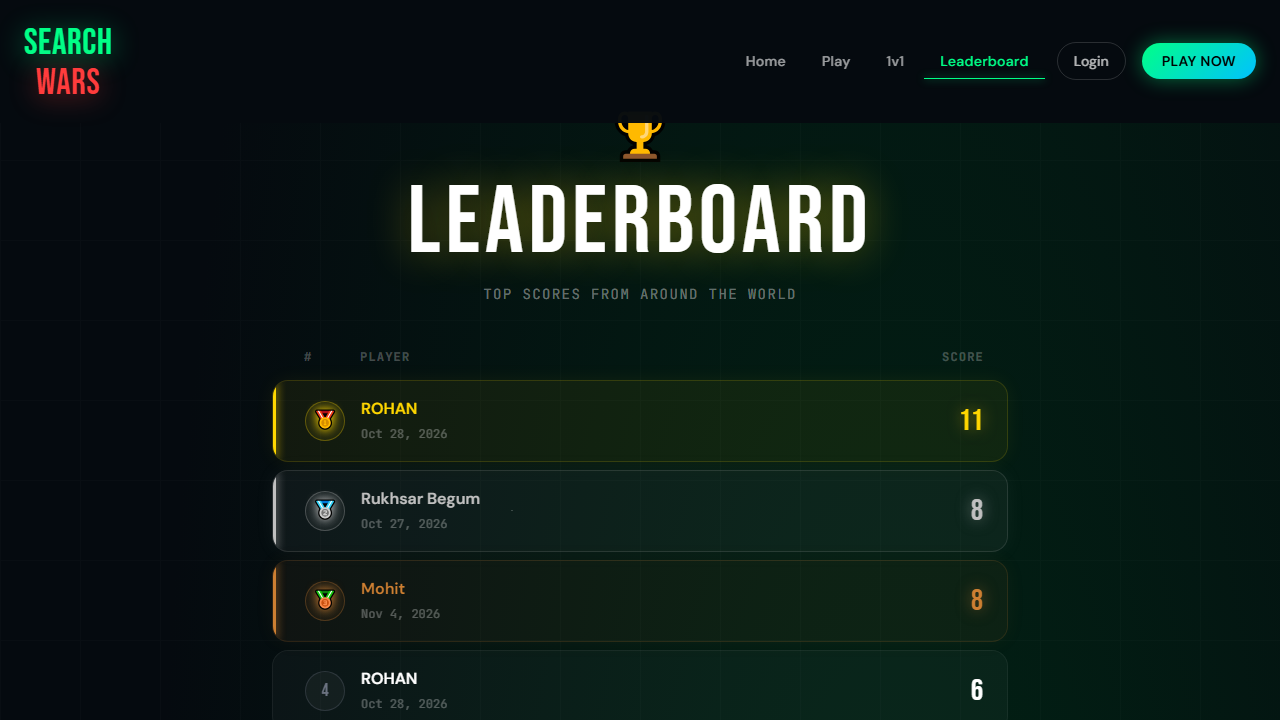 SEARCH
WARS
Home
Play
1v1
Leaderboard
Login
PLAY NOW
LEADERBOARD
TOP SCORES FROM AROUND THE WORLD
# PLAYER SCORE
ROHAN
Oct 28, 2026
11
Rukhsar Begum
Oct 27, 2026
8
Mohit
Nov 4, 2026
8
4
ROHAN
Oct 28, 2026
6